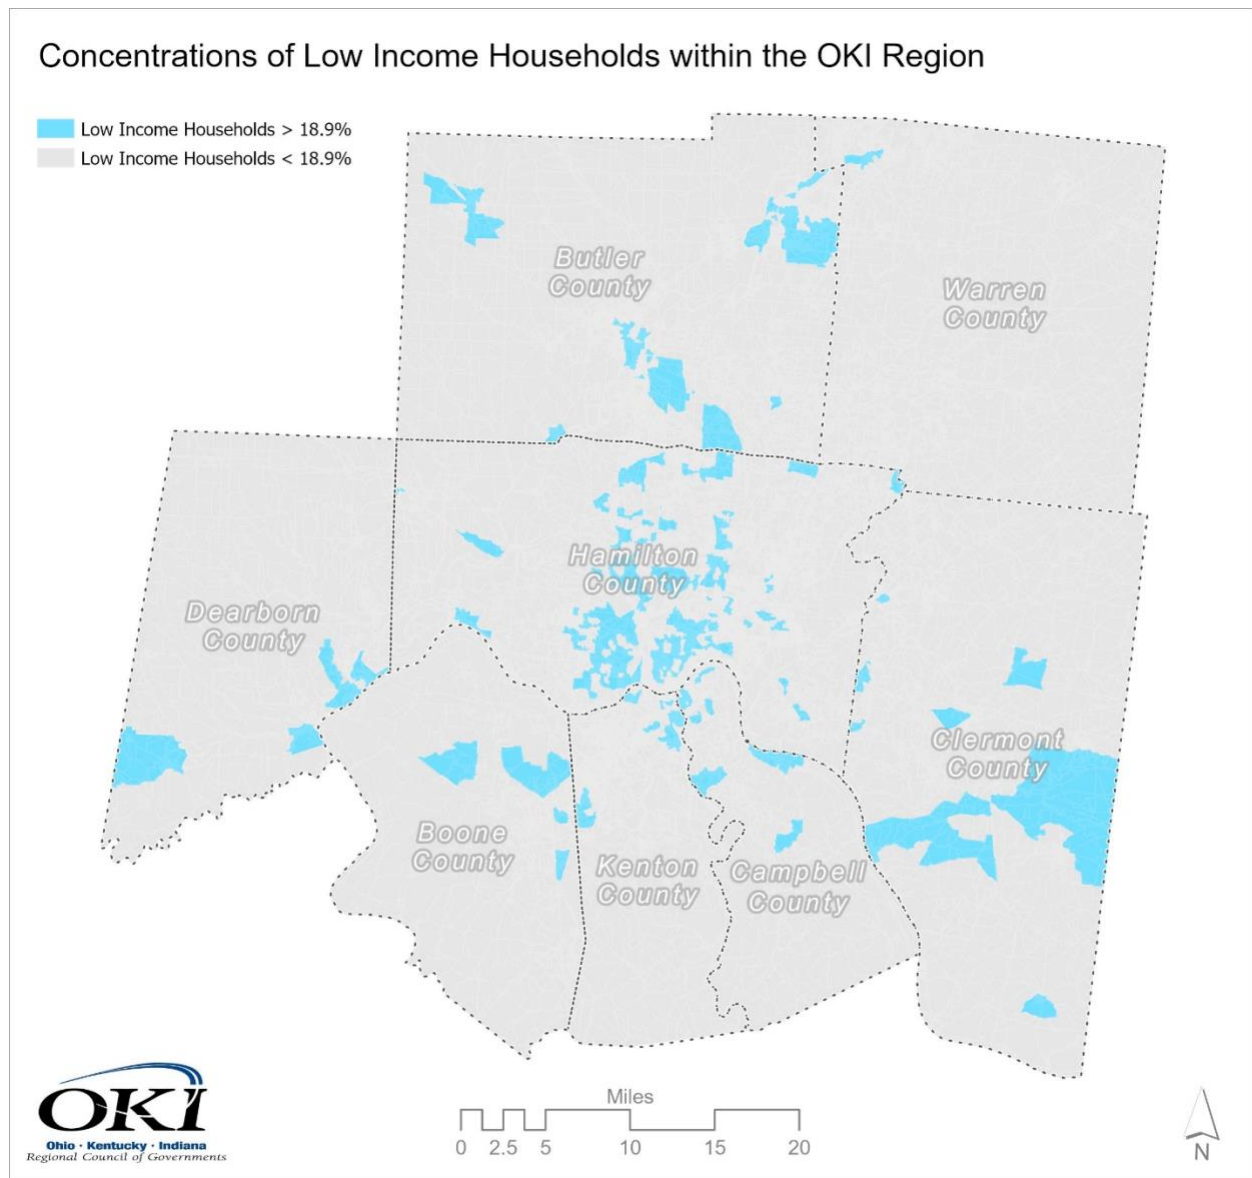 Concentrations of Low Income Households within the OKI Region
Low Income Households > 18.9%
Low Income Households < 18.9%
Butler
County
Warren
County
Hamilton
County
Dearborn
County
Clermont
County
Boone
County
Kenton
County
Campbell
County
OKI
Ohio · Kentucky · Indiana
Regional Council of Governments
Miles
0 2.5 5 10 15 20
N